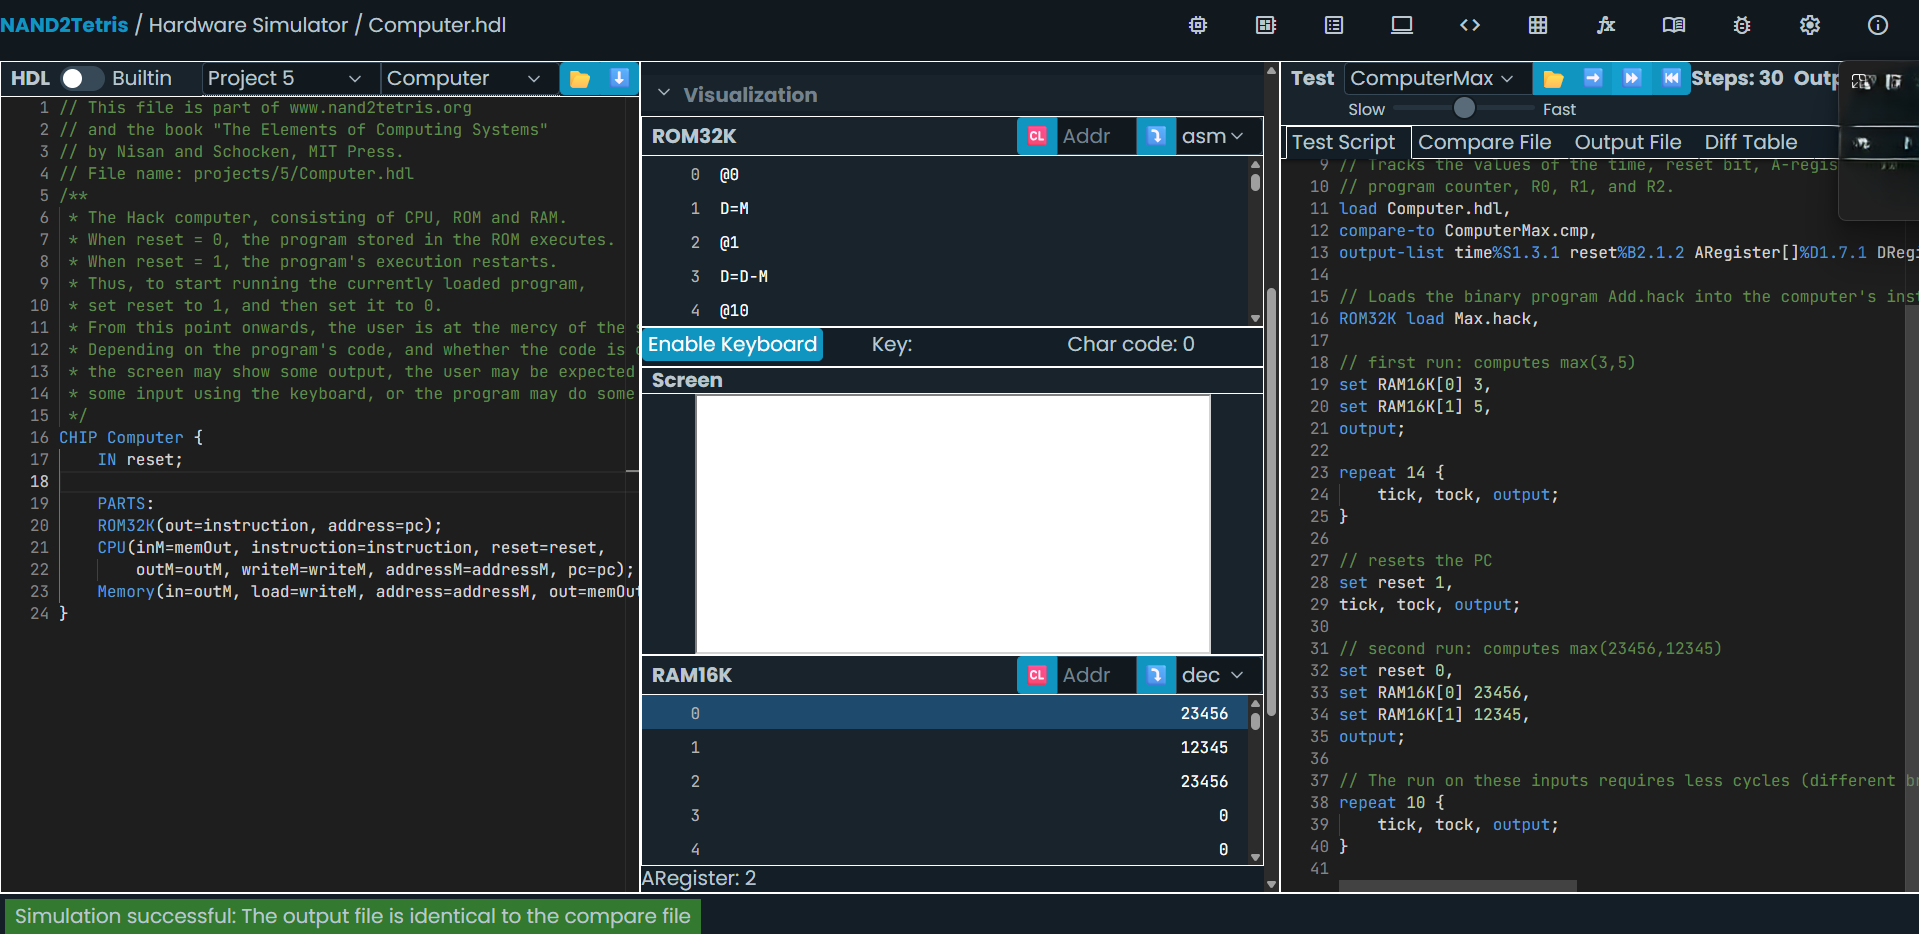 NAND2Tetris / Hardware Simulator / Computer.hdl
HDL Builtin Project 5 Computer
1 // This file is part of www.nand2tetris.org
2 // and the book "The Elements of Computing Systems"
3 // by Nisan and Schocken, MIT Press.
4 // File name: projects/5/Computer.hdl
5 /**
6 * The Hack computer, consisting of CPU, ROM and RAM.
7 * When reset = 0, the program stored in the ROM executes.
8 * When reset = 1, the program's execution restarts.
9 * Thus, to start running the currently loaded program,
10 * set reset to 1, and then set it to 0.
11 * From this point onwards, the user is at the mercy of the s
12 * Depending on the program's code, and whether the code is
13 * the screen may show some output, the user may be expected
14 * some input using the keyboard, or the program may do some
15 */
16 CHIP Computer {
17 IN reset;
18
19 PARTS:
20 ROM32K(out=instruction, address=pc);
21 CPU(inM=memOut, instruction=instruction, reset=reset,
22 outM=outM, writeM=writeM, addressM=addressM, pc=pc);
23 Memory(in=outM, load=writeM, address=addressM, out=memOut
24 }
Visualization
ROM32K CL Addr asm
0 @0
1 D=M
2 @1
3 D=D-M
4 @10
Enable Keyboard Key: Char code: 0
Screen
RAM16K CL Addr dec
0 23456
1 12345
2 23456
3 0
4 0
ARegister: 2
Test ComputerMax Steps: 30 Outp
Slow Fast
Test Script Compare File Output File Diff Table
9 // Tracks the values of the time, reset bit, A-regis
10 // program counter, R0, R1, and R2.
11 load Computer.hdl,
12 compare-to ComputerMax.cmp,
13 output-list time%S1.3.1 reset%B2.1.2 ARegister[]%D1.7.1 DReg
14
15 // Loads the binary program Add.hack into the computer's inst
16 ROM32K load Max.hack,
17
18 // first run: computes max(3,5)
19 set RAM16K[0] 3,
20 set RAM16K[1] 5,
21 output;
22
23 repeat 14 {
24 tick, tock, output;
25 }
26
27 // resets the PC
28 set reset 1,
29 tick, tock, output;
30
31 // second run: computes max(23456,12345)
32 set reset 0,
33 set RAM16K[0] 23456,
34 set RAM16K[1] 12345,
35 output;
36
37 // The run on these inputs requires less cycles (different b
38 repeat 10 {
39 tick, tock, output;
40 }
41
Simulation successful: The output file is identical to the compare file